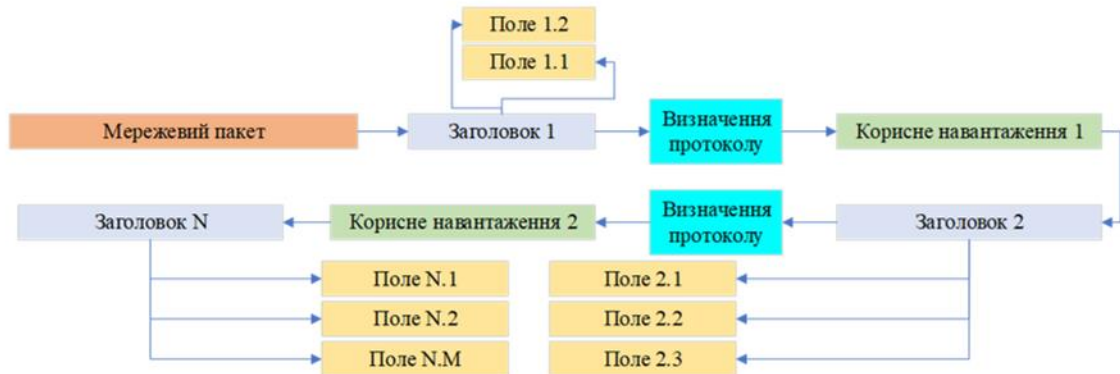 Поле 1.2
Поле 1.1
Мережевий пакет
Заголовок 1
Визначення
протоколу
Корисне навантаження 1
Заголовок N
Корисне навантаження 2
Визначення
протоколу
Заголовок 2
Поле N.1
Поле 2.1
Поле N.2
Поле 2.2
Поле N.M
Поле 2.3